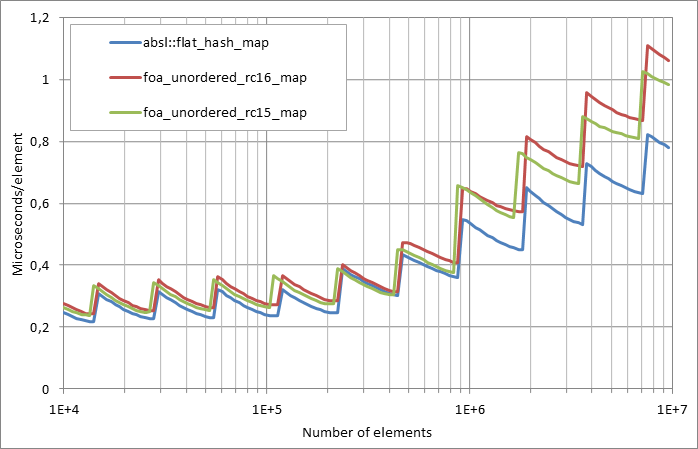 1,2
1
0,8
0,6
0,4
0,2
0
Microseconds/element
absl::flat_hash_map
foa_unordered_rc16_map
foa_unordered_rc15_map
1E+4 1E+5 1E+6 1E+7
Number of elements